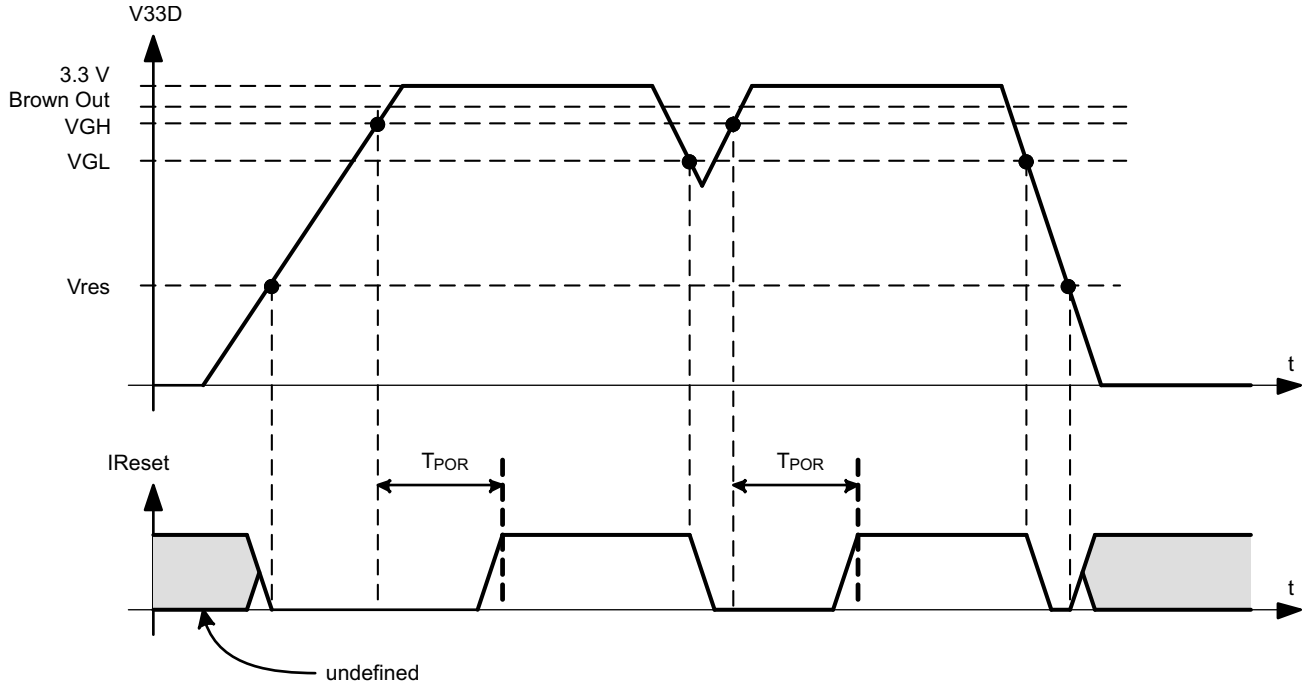 V33D
3.3 V
Brown Out
VGH
VGL
Vres
t
IReset
TPOR
TPOR
t
undefined